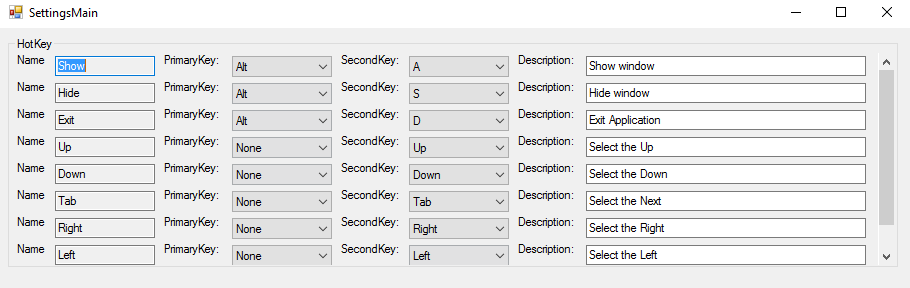 SettingsMain
HotKey
Name Show PrimaryKey: Alt SecondKey: A Description: Show window
Name Hide PrimaryKey: Alt SecondKey: S Description: Hide window
Name Exit PrimaryKey: Alt SecondKey: D Description: Exit Application
Name Up PrimaryKey: None SecondKey: Up Description: Select the Up
Name Down PrimaryKey: None SecondKey: Down Description: Select the Down
Name Tab PrimaryKey: None SecondKey: Tab Description: Select the Next
Name Right PrimaryKey: None SecondKey: Right Description: Select the Right
Name Left PrimaryKey: None SecondKey: Left Description: Select the Left